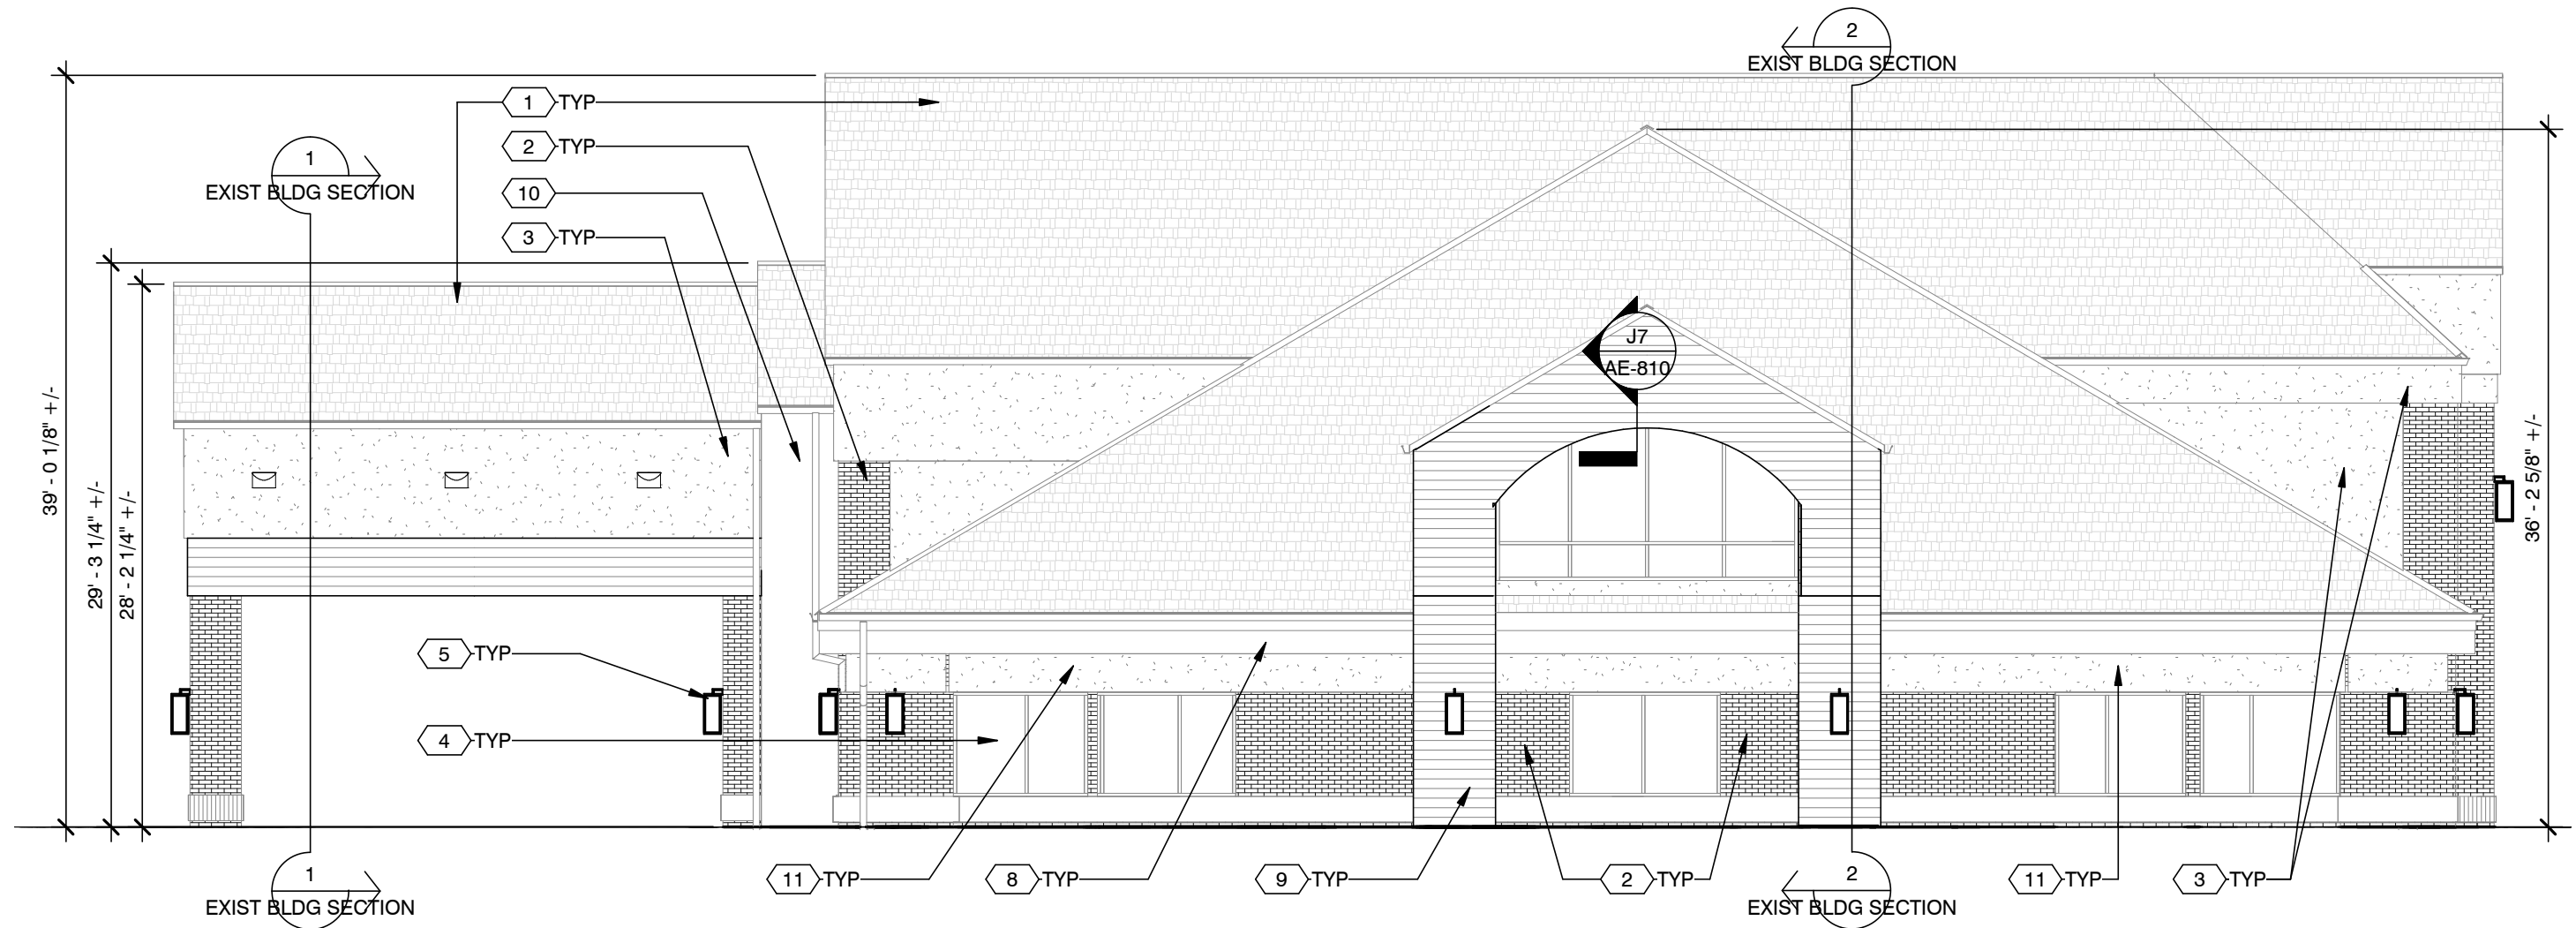 2
EXIST BLDG SECTION
1 TYP
2 TYP
1
EXIST BLDG SECTION
10
3 TYP
J7
AE-810
39' - 0 1/8" +/-
29' - 3 1/4" +/-
28' - 2 1/4" +/-
36' - 2 5/8" +/-
5 TYP
4 TYP
1
EXIST BLDG SECTION
11 TYP
8 TYP
9 TYP
2 TYP
2
EXIST BLDG SECTION
11 TYP
3 TYP